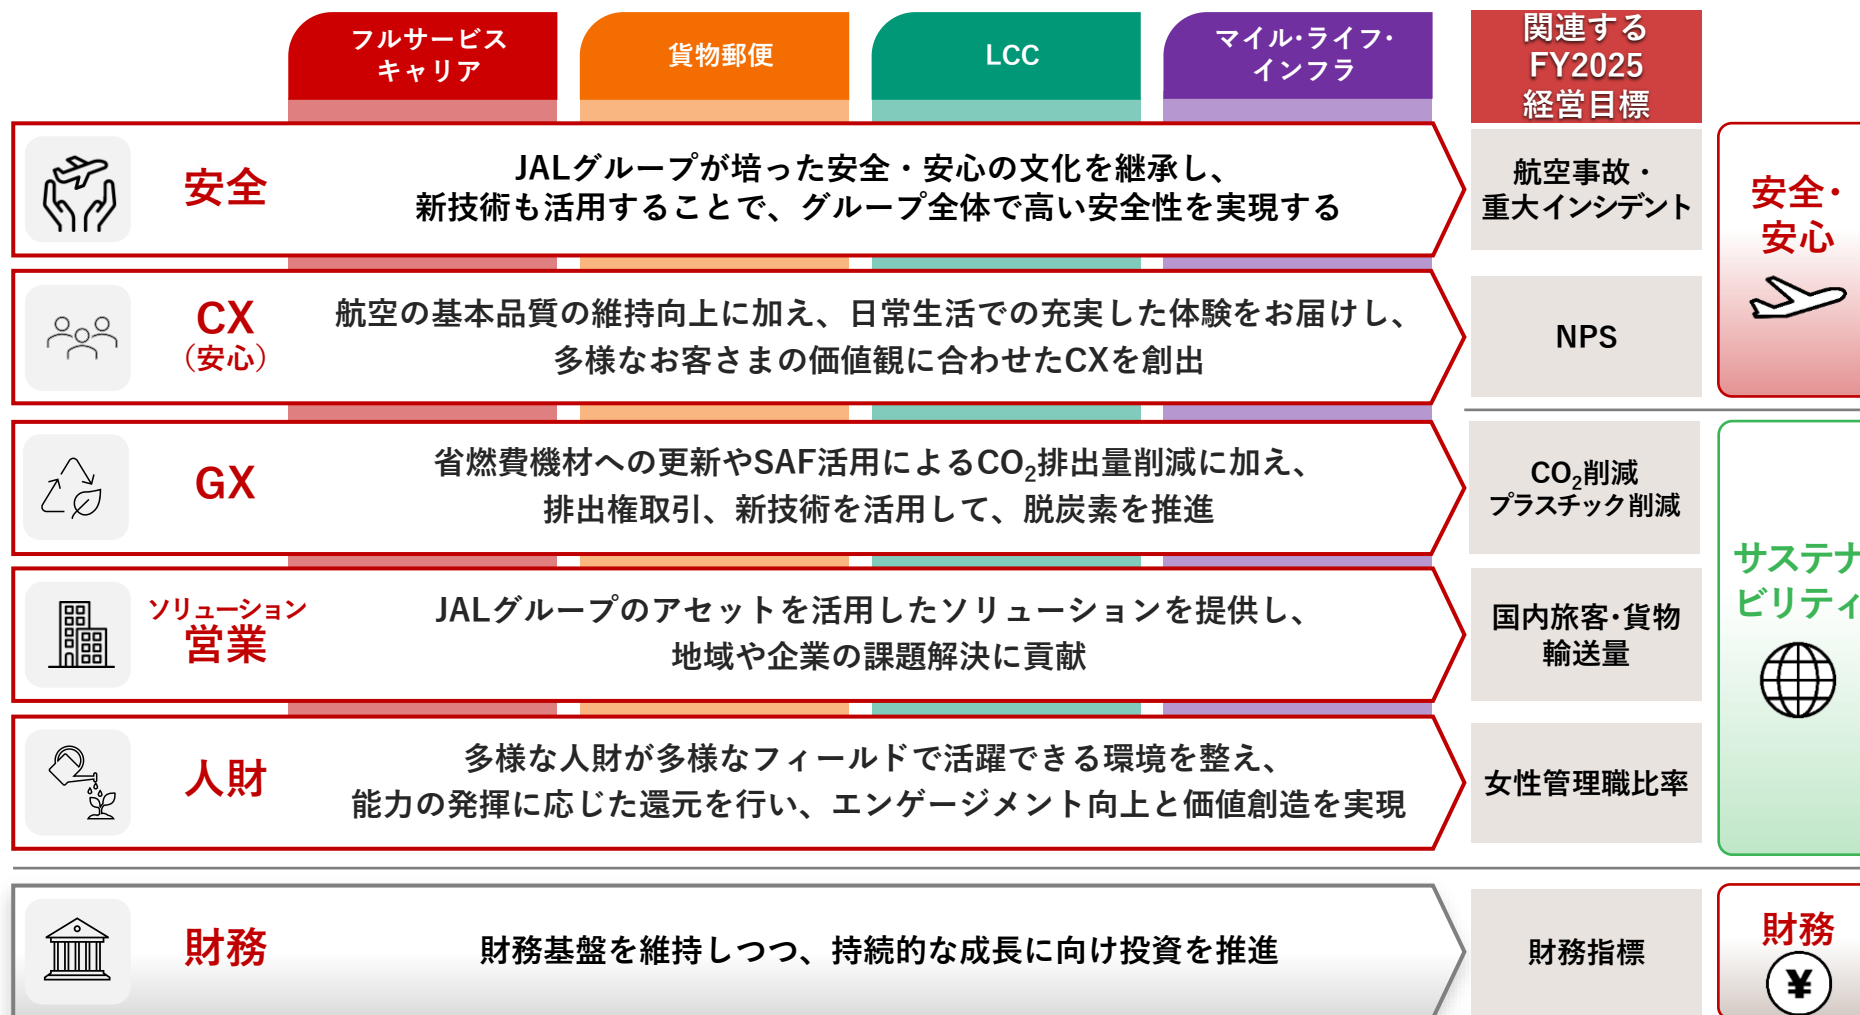 フルサービス
キャリア
貨物郵便
LCC
マイル・ライフ・
インフラ
関連する
FY2025
経営目標
安全
JALグループが培った安全・安心の文化を継承し、
新技術も活用することで、グループ全体で高い安全性を実現する
航空事故・
重大インシデント
安全・
安心
CX
（安心）
航空の基本品質の維持向上に加え、日常生活での充実した体験をお届けし、
多様なお客さまの価値観に合わせたCXを創出
NPS
GX
省燃費機材への更新やSAF活用によるCO₂排出量削減に加え、
排出権取引、新技術を活用して、脱炭素を推進
CO₂削減
プラスチック削減
サステナ
ビリティ
ソリューション
営業
JALグループのアセットを活用したソリューションを提供し、
地域や企業の課題解決に貢献
国内旅客・貨物
輸送量
人財
多様な人財が多様なフィールドで活躍できる環境を整え、
能力の発揮に応じた還元を行い、エンゲージメント向上と価値創造を実現
女性管理職比率
財務
財務基盤を維持しつつ、持続的な成長に向け投資を推進
財務指標
財務
¥